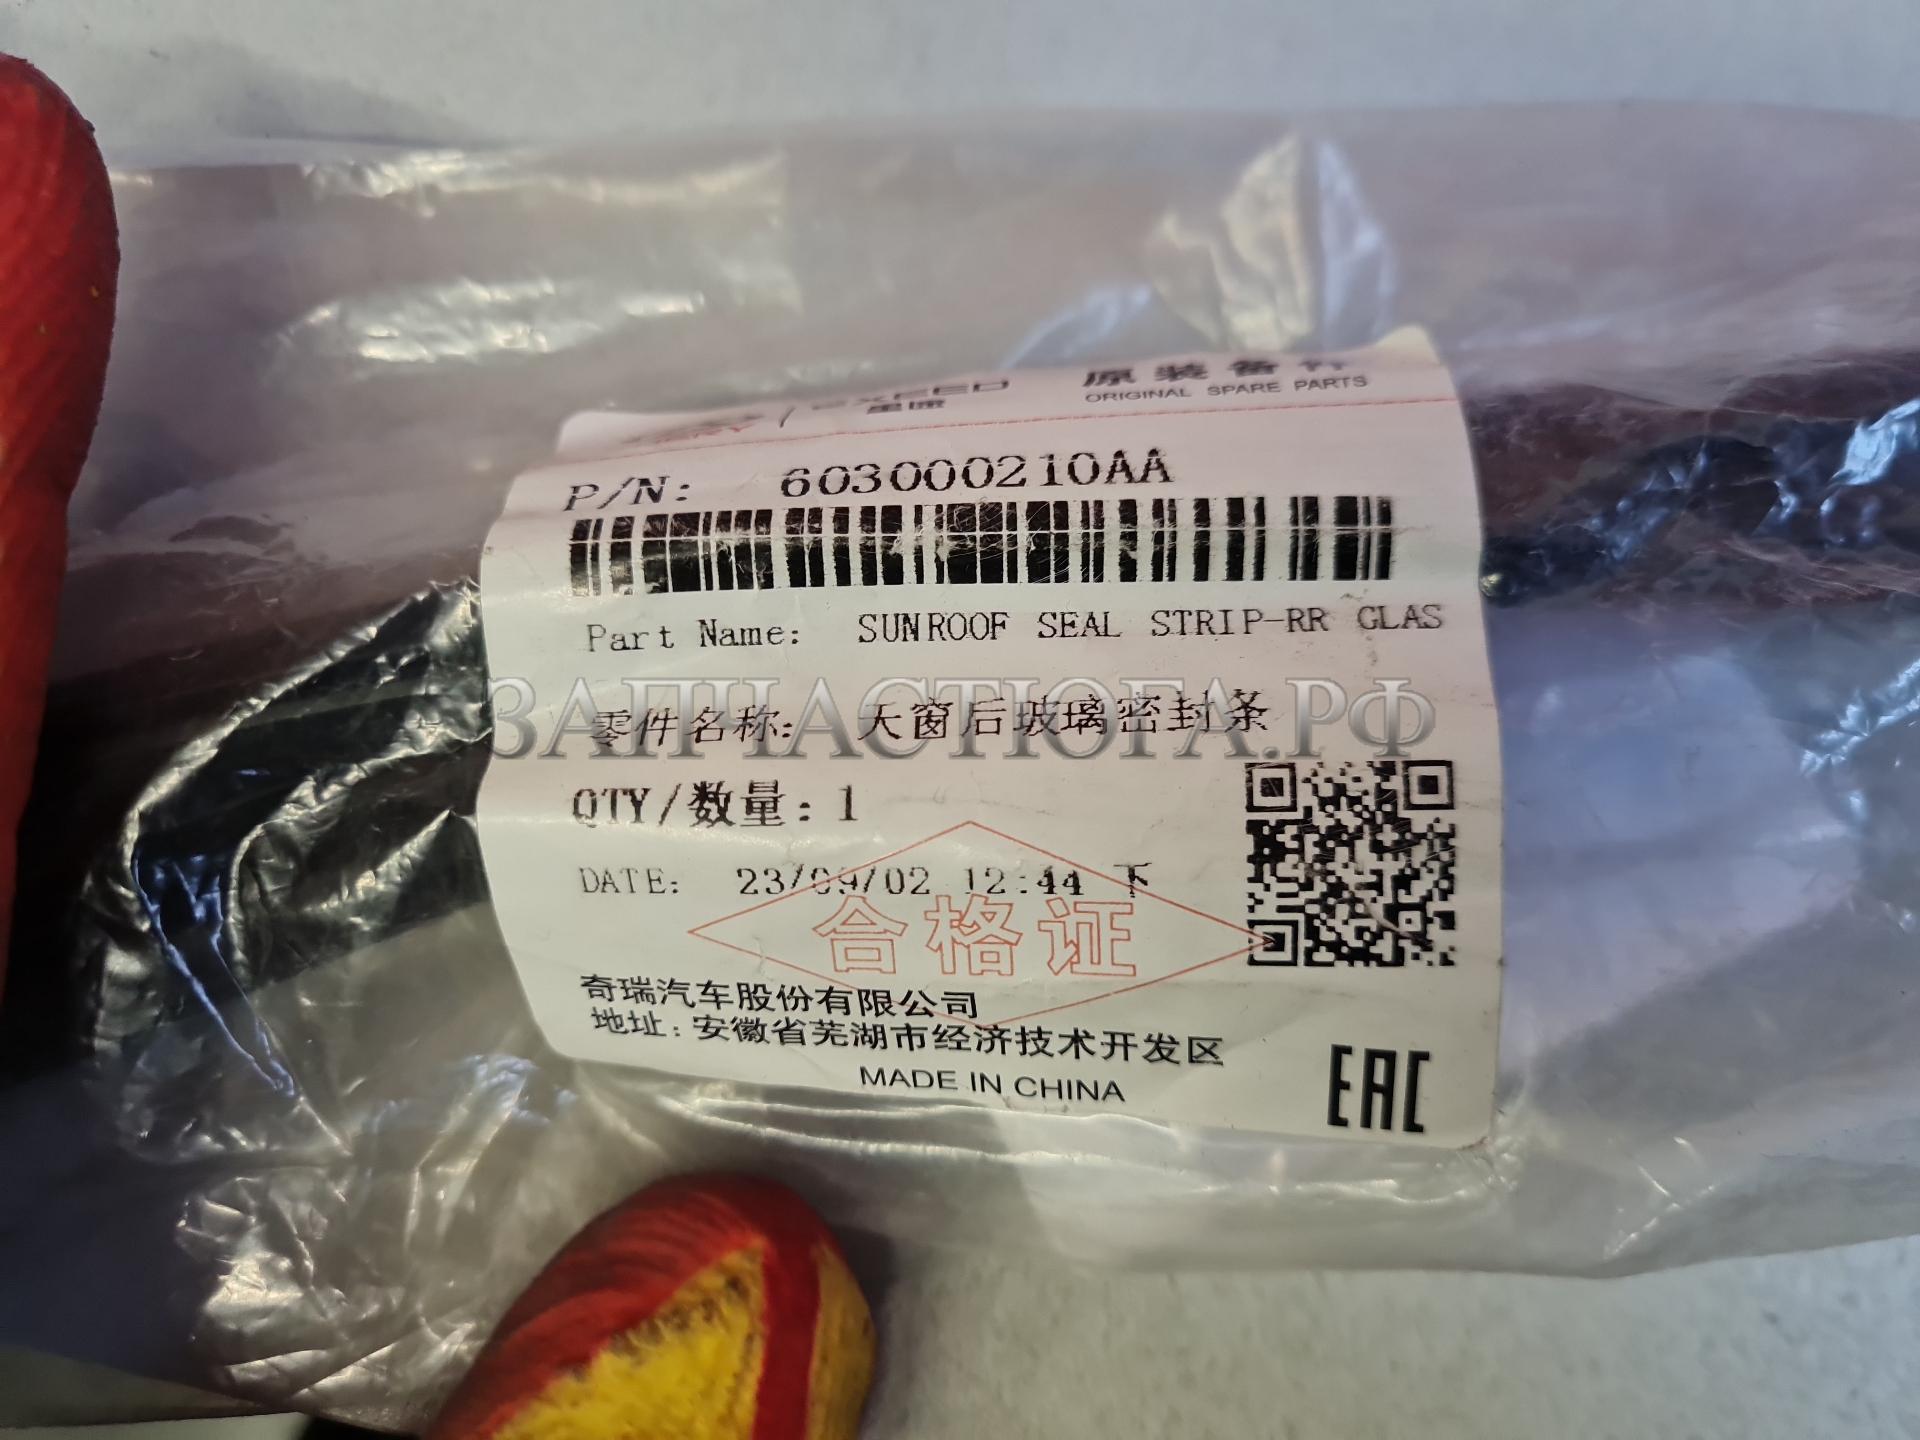 EXEED 原装备件
星途 ORIGINAL SPARE PARTS
P/N: 603000210AA
Part Name: SUNROOF SEAL STRIP-RR GLAS
ЗАПЧАСТЮГА.РФ
零件名称: 天窗后玻璃密封条
QTY/数量: 1
DATE: 23/09/02 12:44 下
合格证
奇瑞汽车股份有限公司
地址: 安徽省芜湖市经济技术开发区
MADE IN CHINA
EAC